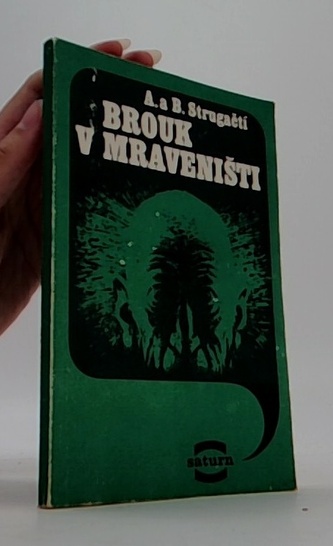 A. a B. Strugačtí
BROUK
V MRAVENIŠTI
saturn